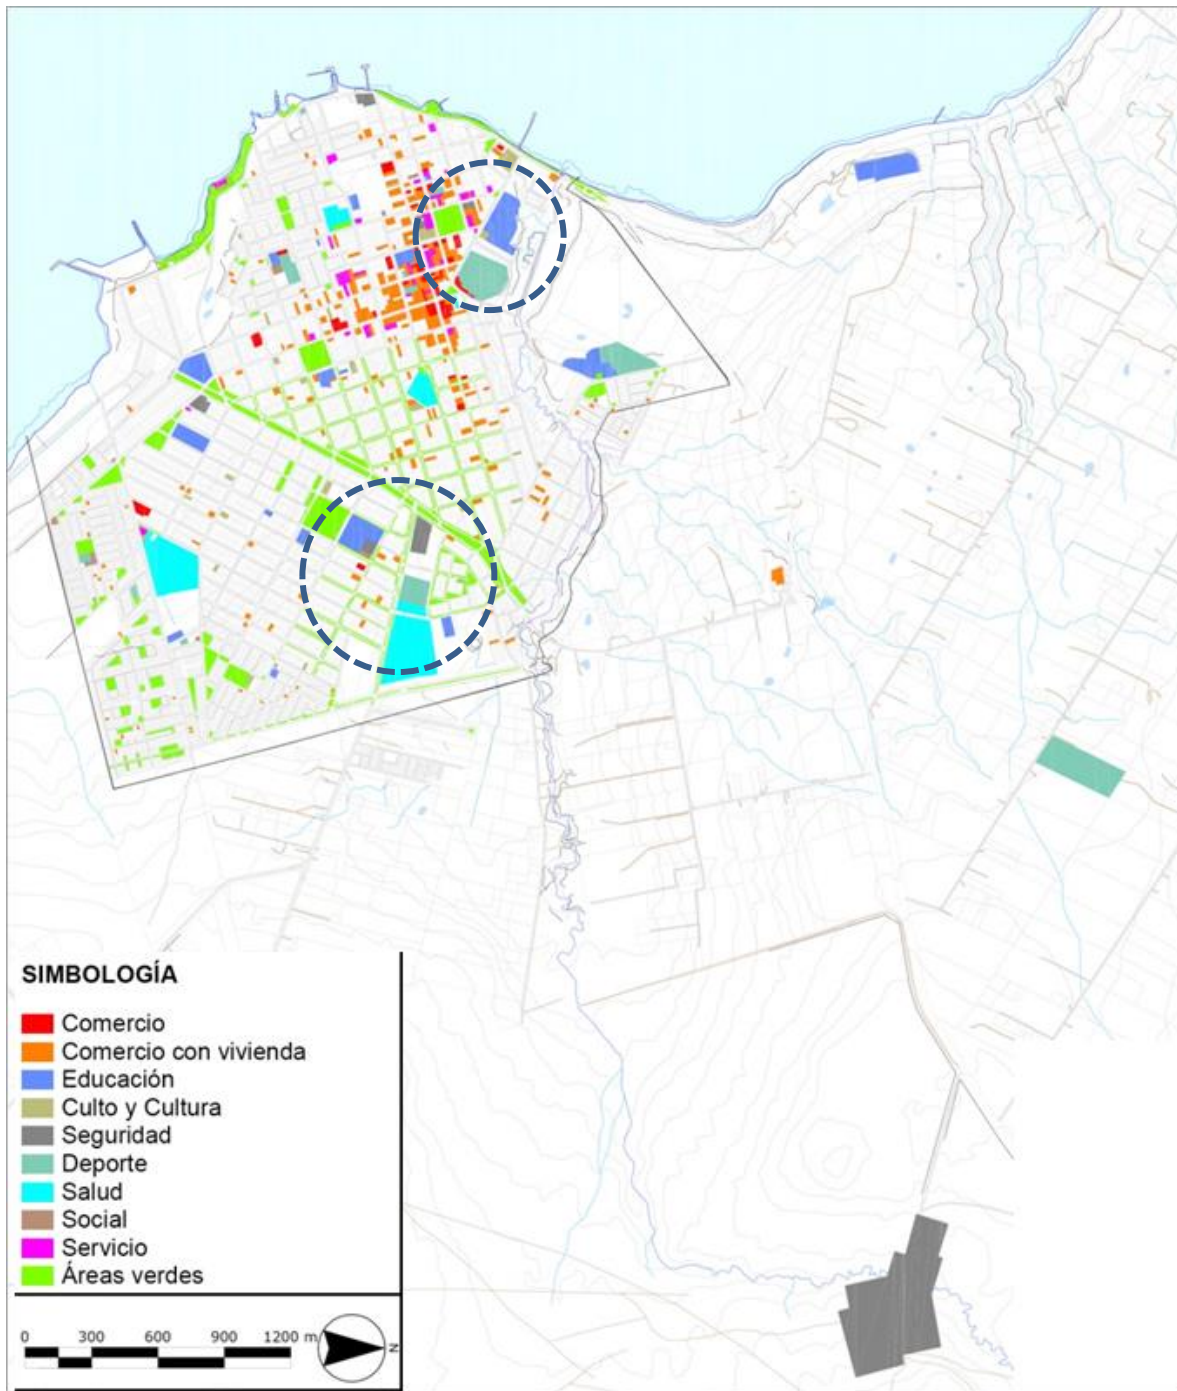 SIMBOLOGÍA
Comercio
Comercio con vivienda
Educación
Culto y Cultura
Seguridad
Deporte
Salud
Social
Servicio
Áreas verdes
0 300 600 900 1200 m
N